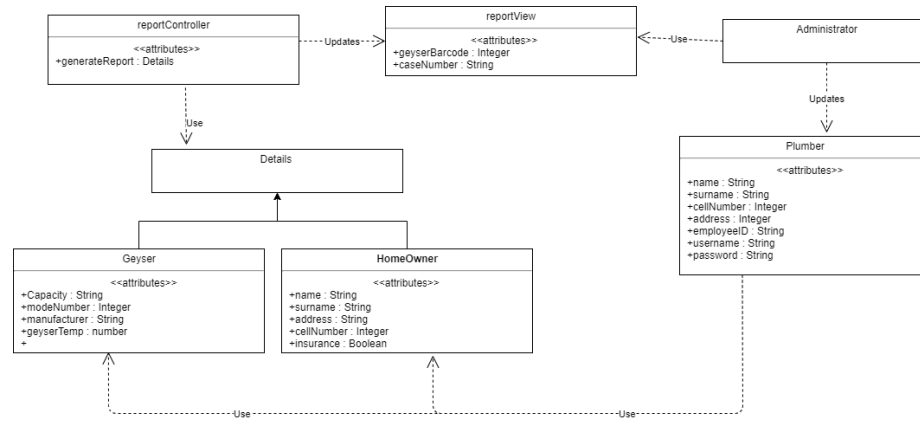 reportController
<<attributes>>
+generateReport : Details
Updates
reportView
<<attributes>>
+geyserBarcode : Integer
+caseNumber : String
Use
Administrator
Use
Updates
Details
Plumber
<<attributes>>
+name : String
+surname : String
+cellNumber : Integer
+address : Integer
+employeeID : String
+username : String
+password : String
Geyser
<<attributes>>
+Capacity : String
+modeNumber : Integer
+manufacturer : String
+geyserTemp : number
+
HomeOwner
<<attributes>>
+name : String
+surname : String
+address : String
+cellNumber : Integer
+insurance : Boolean
Use
Use